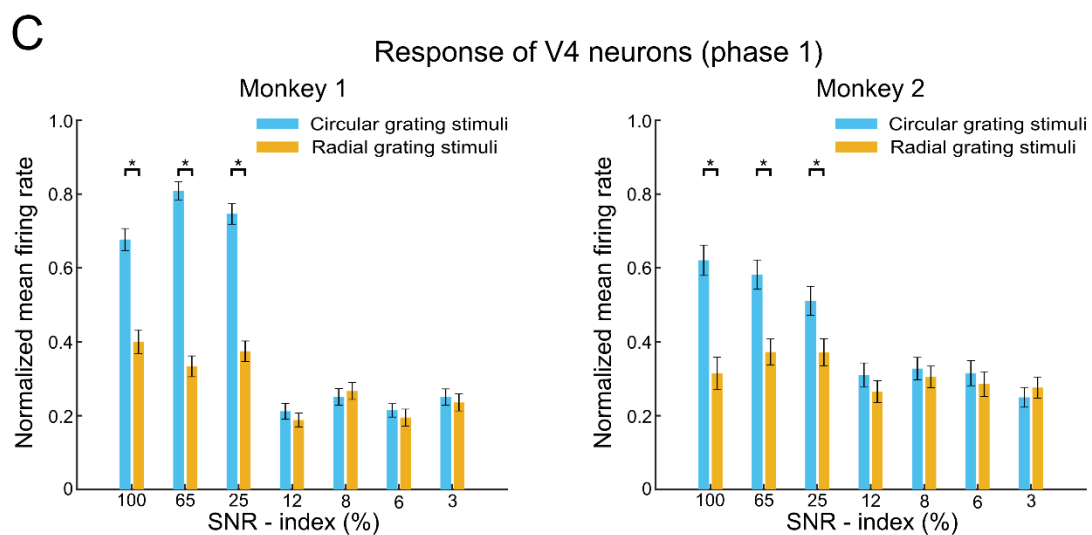 C
Response of V4 neurons (phase 1)
Monkey 1
Normalized mean firing rate
1.0
0.8
0.6
0.4
0.2
0
Circular grating stimuli
Radial grating stimuli
* * *
100 65 25 12 8 6 3
SNR - index (%)
Monkey 2
Normalized mean firing rate
1.0
0.8
0.6
0.4
0.2
0
Circular grating stimuli
Radial grating stimuli
* * *
100 65 25 12 8 6 3
SNR - index (%)